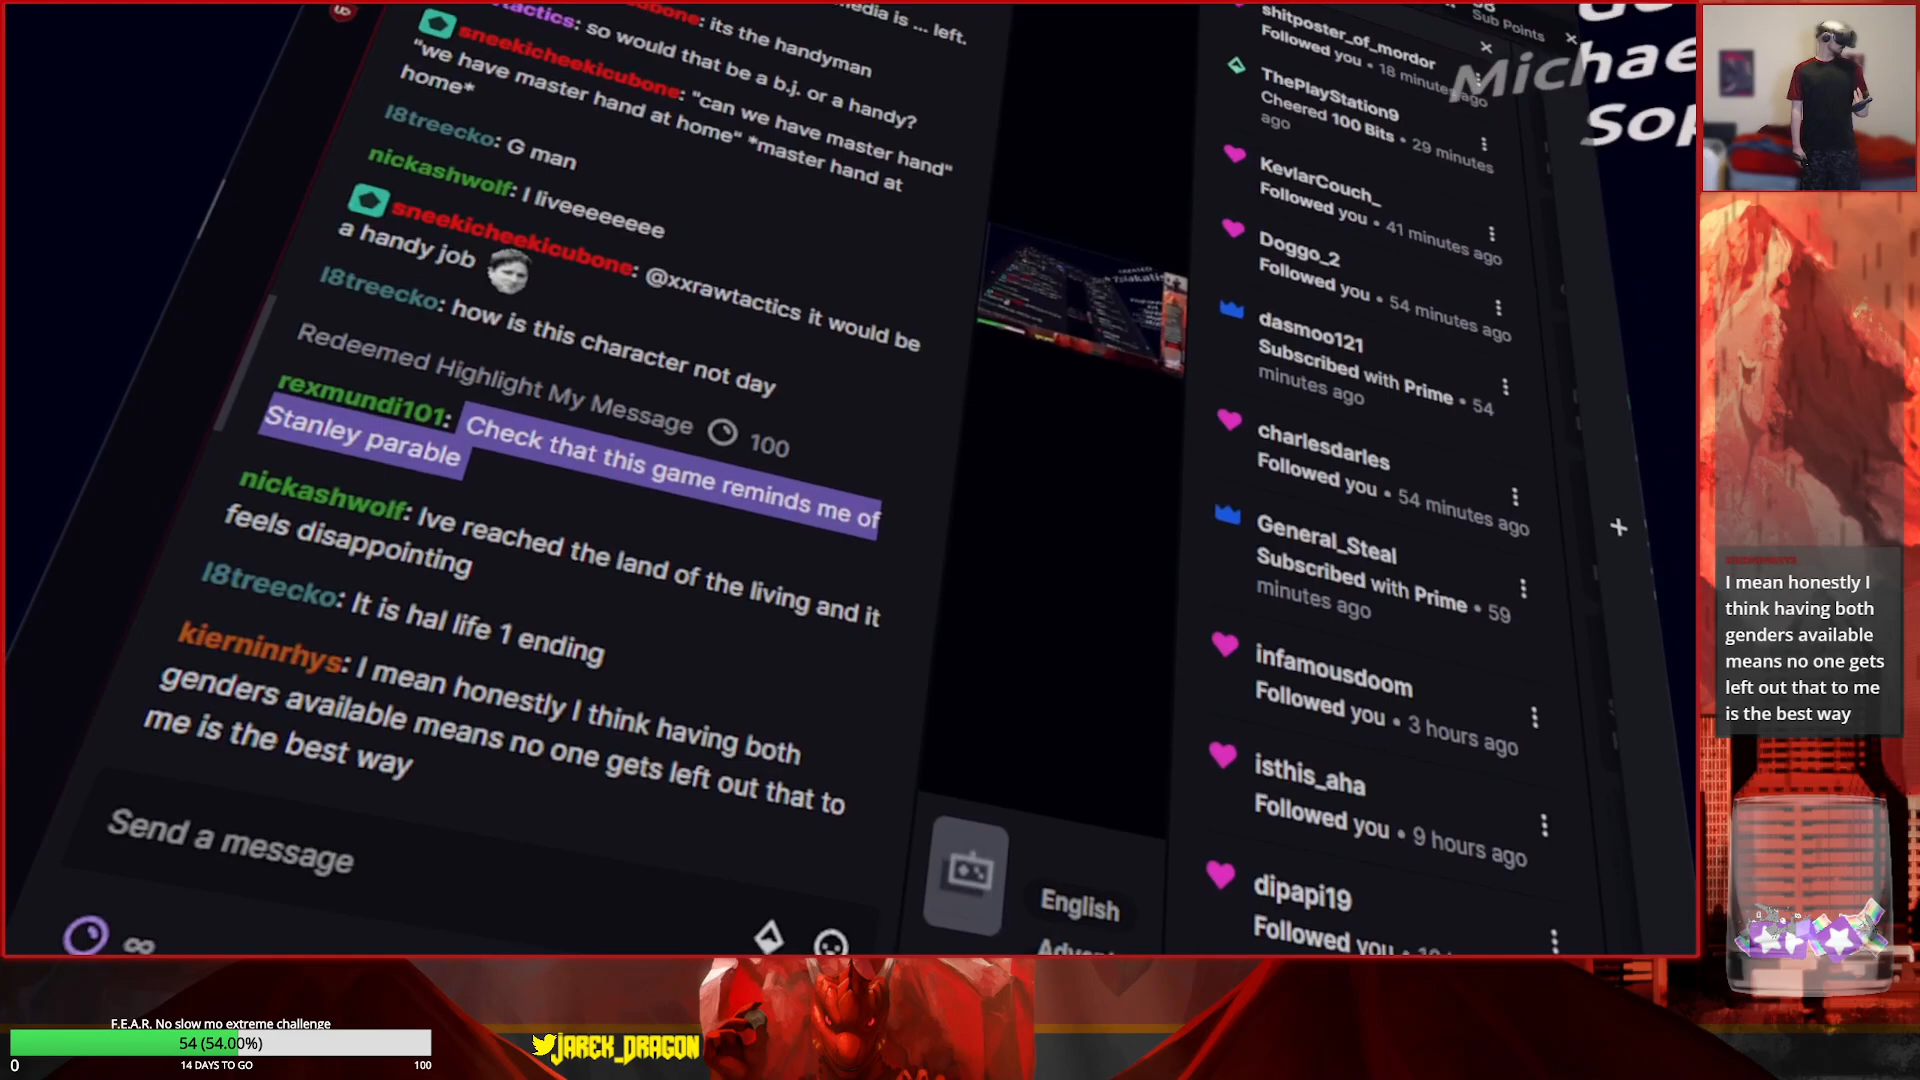 tactics: so would that be a b.j. or a handy?
its the handyman
media is ... left.
sneekicheekicubone: "can we have master hand"
"we have master hand at home" *master hand at
home*
l8treecko: G man
nickashwolf: I liveeeeeeee
sneekicheekicubone: @xxrawtactics it would be
a handy job
l8treecko: how is this character not day
Redeemed Highlight My Message 100
rexmundi101: Check that this game reminds me of
Stanley parable
nickashwolf: Ive reached the land of the living and it
feels disappointing
l8treecko: It is hal life 1 ending
kierninrhys: I mean honestly I think having both
genders available means no one gets left out that to
me is the best way
Send a message
English
Sub Points
shitposter_of_mordor
Followed you • 18 minutes ago
ThePlayStation9
Cheered 100 Bits • 29 minutes
ago
KevlarCouch_
Followed you • 41 minutes ago
Doggo_2
Followed you • 54 minutes ago
dasmoo121
Subscribed with Prime • 54
minutes ago
charlesdarles
Followed you • 54 minutes ago
General_Steal
Subscribed with Prime • 59
minutes ago
infamousdoom
Followed you • 3 hours ago
isthis_aha
Followed you • 9 hours ago
dipapi19
Followed you
Michae
Sop
I mean honestly I
think having both
genders available
means no one gets
left out that to me
is the best way
F.E.A.R. No slow mo extreme challenge
54 (54.00%)
0
14 DAYS TO GO
100
JAREK_DRAGON